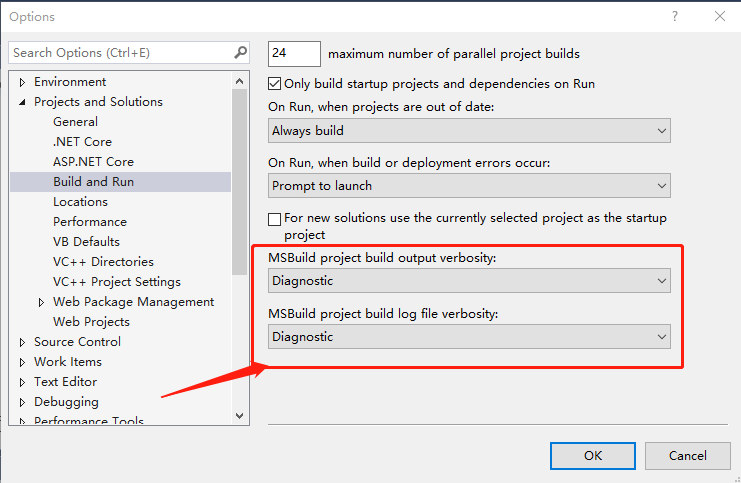 Options
?
Search Options (Ctrl+E)
Environment
Projects and Solutions
General
.NET Core
ASP.NET Core
Build and Run
Locations
Performance
VB Defaults
VC++ Directories
VC++ Project Settings
Web Package Management
Web Projects
Source Control
Work Items
Text Editor
Debugging
Performance Tools
24 maximum number of parallel project builds
Only build startup projects and dependencies on Run
On Run, when projects are out of date:
Always build
On Run, when build or deployment errors occur:
Prompt to launch
For new solutions use the currently selected project as the startup
project
MSBuild project build output verbosity:
Diagnostic
MSBuild project build log file verbosity:
Diagnostic
OK
Cancel